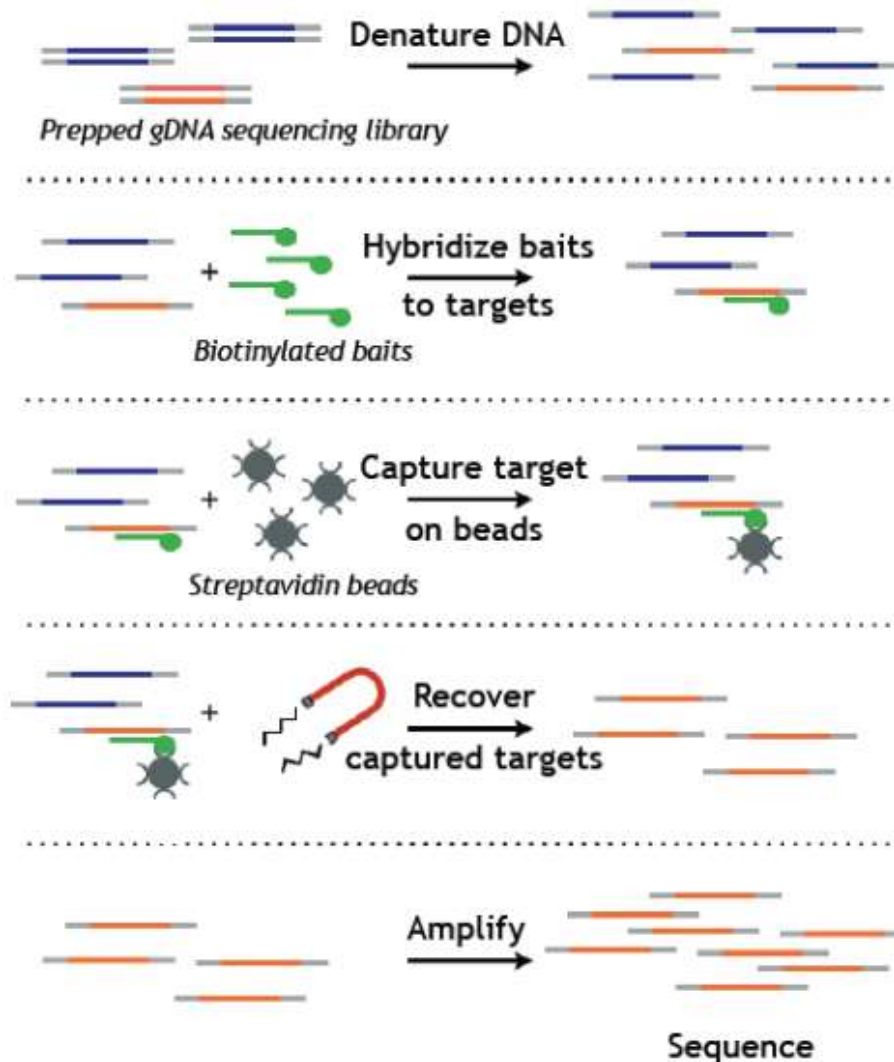 Denature DNA
Prepped gDNA sequencing library
+
Hybridize baits
to targets
Biotinylated baits
+
Capture target
on beads
Streptavidin beads
+
Recover
captured targets
Amplify
Sequence